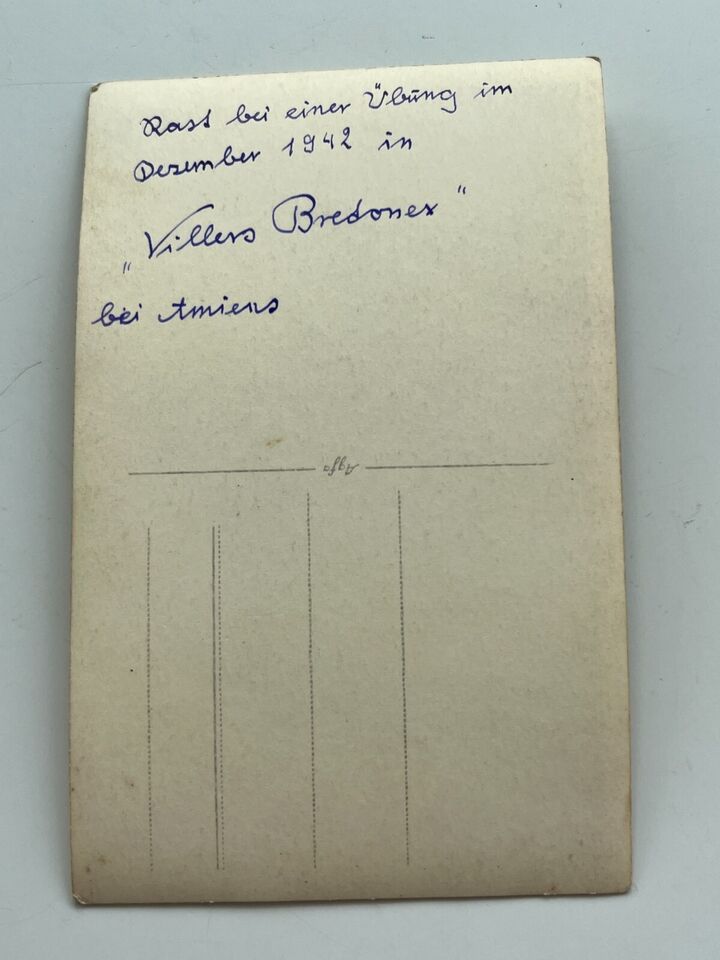 Rast bei einer Übung im
Dezember 1942 in
„Villers Bredonex"
bei Amiens
Agfa